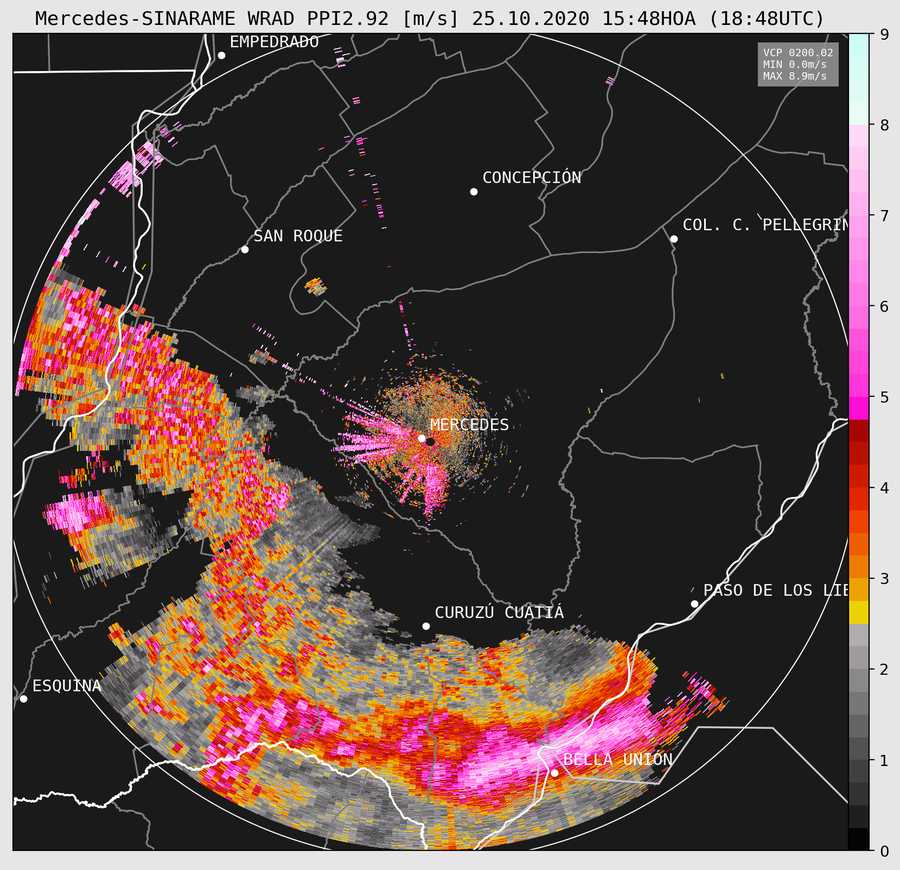 Mercedes-SINARAME WRAD PPI2.92 [m/s] 25.10.2020 15:48HOA (18:48UTC)
EMPEDRADO
VCP 0200.02
MIN 0.0m/s
MAX 8.9m/s
CONCEPCIÓN
COL. C. PELLEGRIN
SAN ROQUE
MERCEDES
PASO DE LOS LIB
CURUZÚ CUATIÁ
ESQUINA
BELLA UNIÓN
9
8
7
6
5
4
3
2
1
0